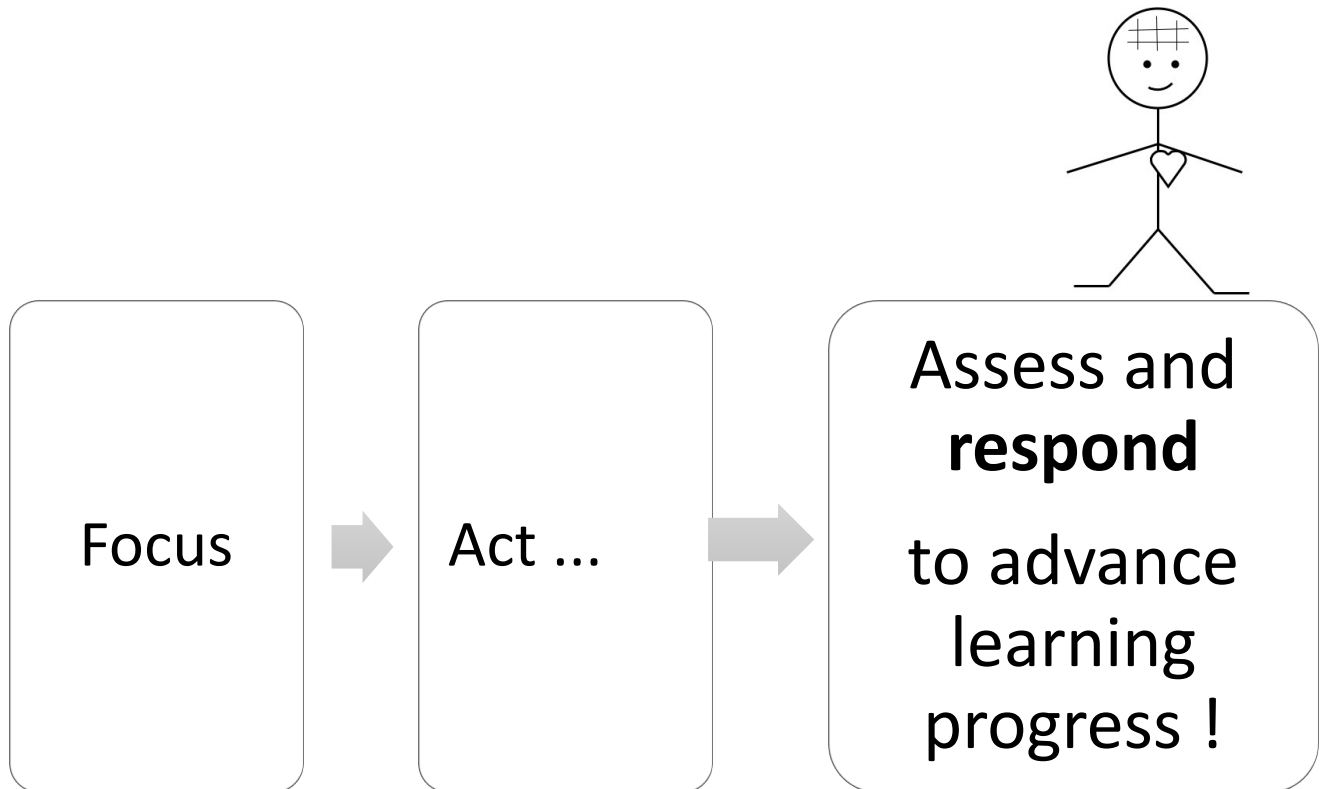 Focus
Act ...
Assess and
respond
to advance
learning
progress !